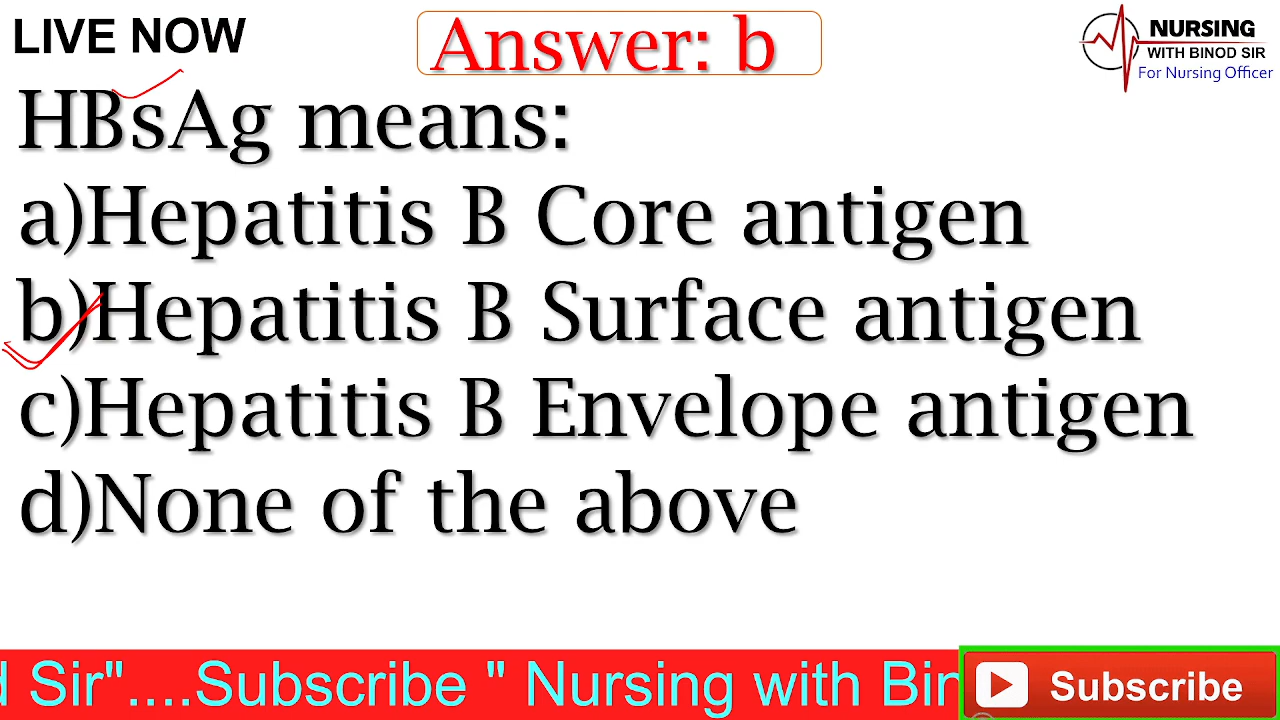 LIVE NOW
Answer: b
NURSING
WITH BINOD SIR
For Nursing Officer
HBsAg means:
a)Hepatitis B Core antigen
b)Hepatitis B Surface antigen
c)Hepatitis B Envelope antigen
d)None of the above
d Sir"....Subscribe " Nursing with Bin
Subscribe